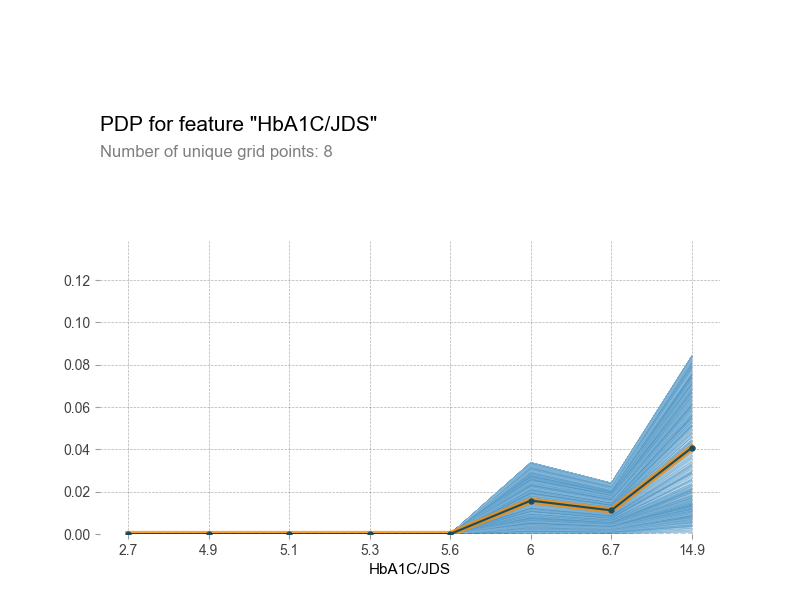 PDP for feature "HbA1C/JDS"
Number of unique grid points: 8
0.12
0.10
0.08
0.06
0.04
0.02
0.00
2.7 4.9 5.1 5.3 5.6 6 6.7 14.9
HbA1C/JDS